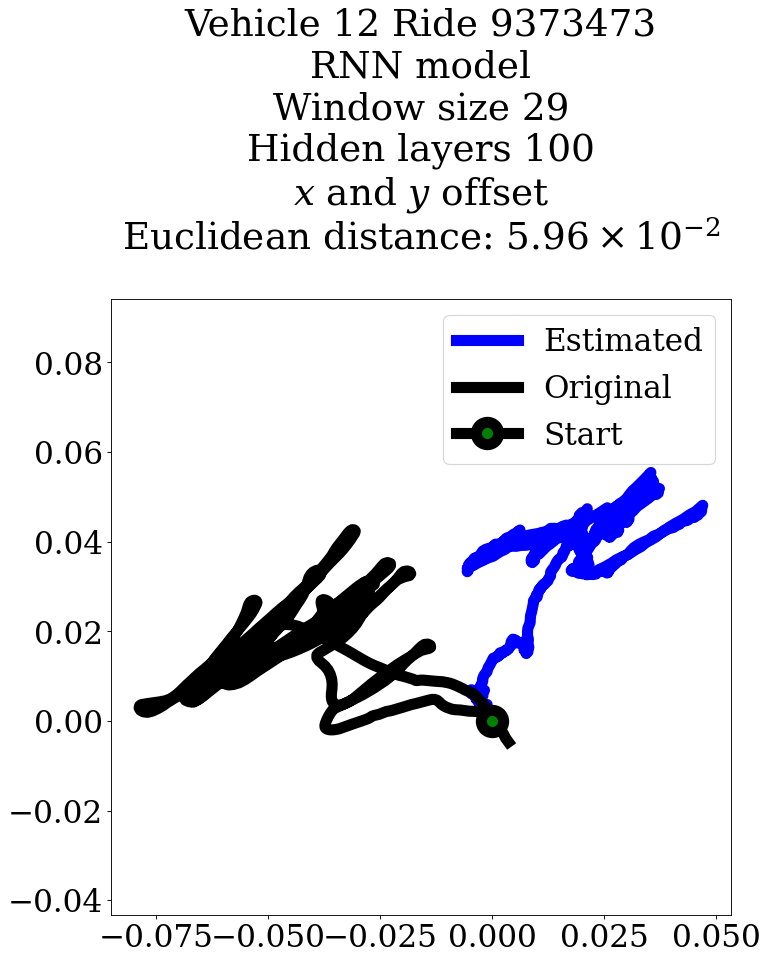 Vehicle 12 Ride 9373473
RNN model
Window size 29
Hidden layers 100
x and y offset
Euclidean distance: 5.96 × 10⁻²
Estimated
Original
Start
0.08
0.06
0.04
0.02
0.00
−0.02
−0.04
−0.075 −0.050 −0.025 0.000 0.025 0.050